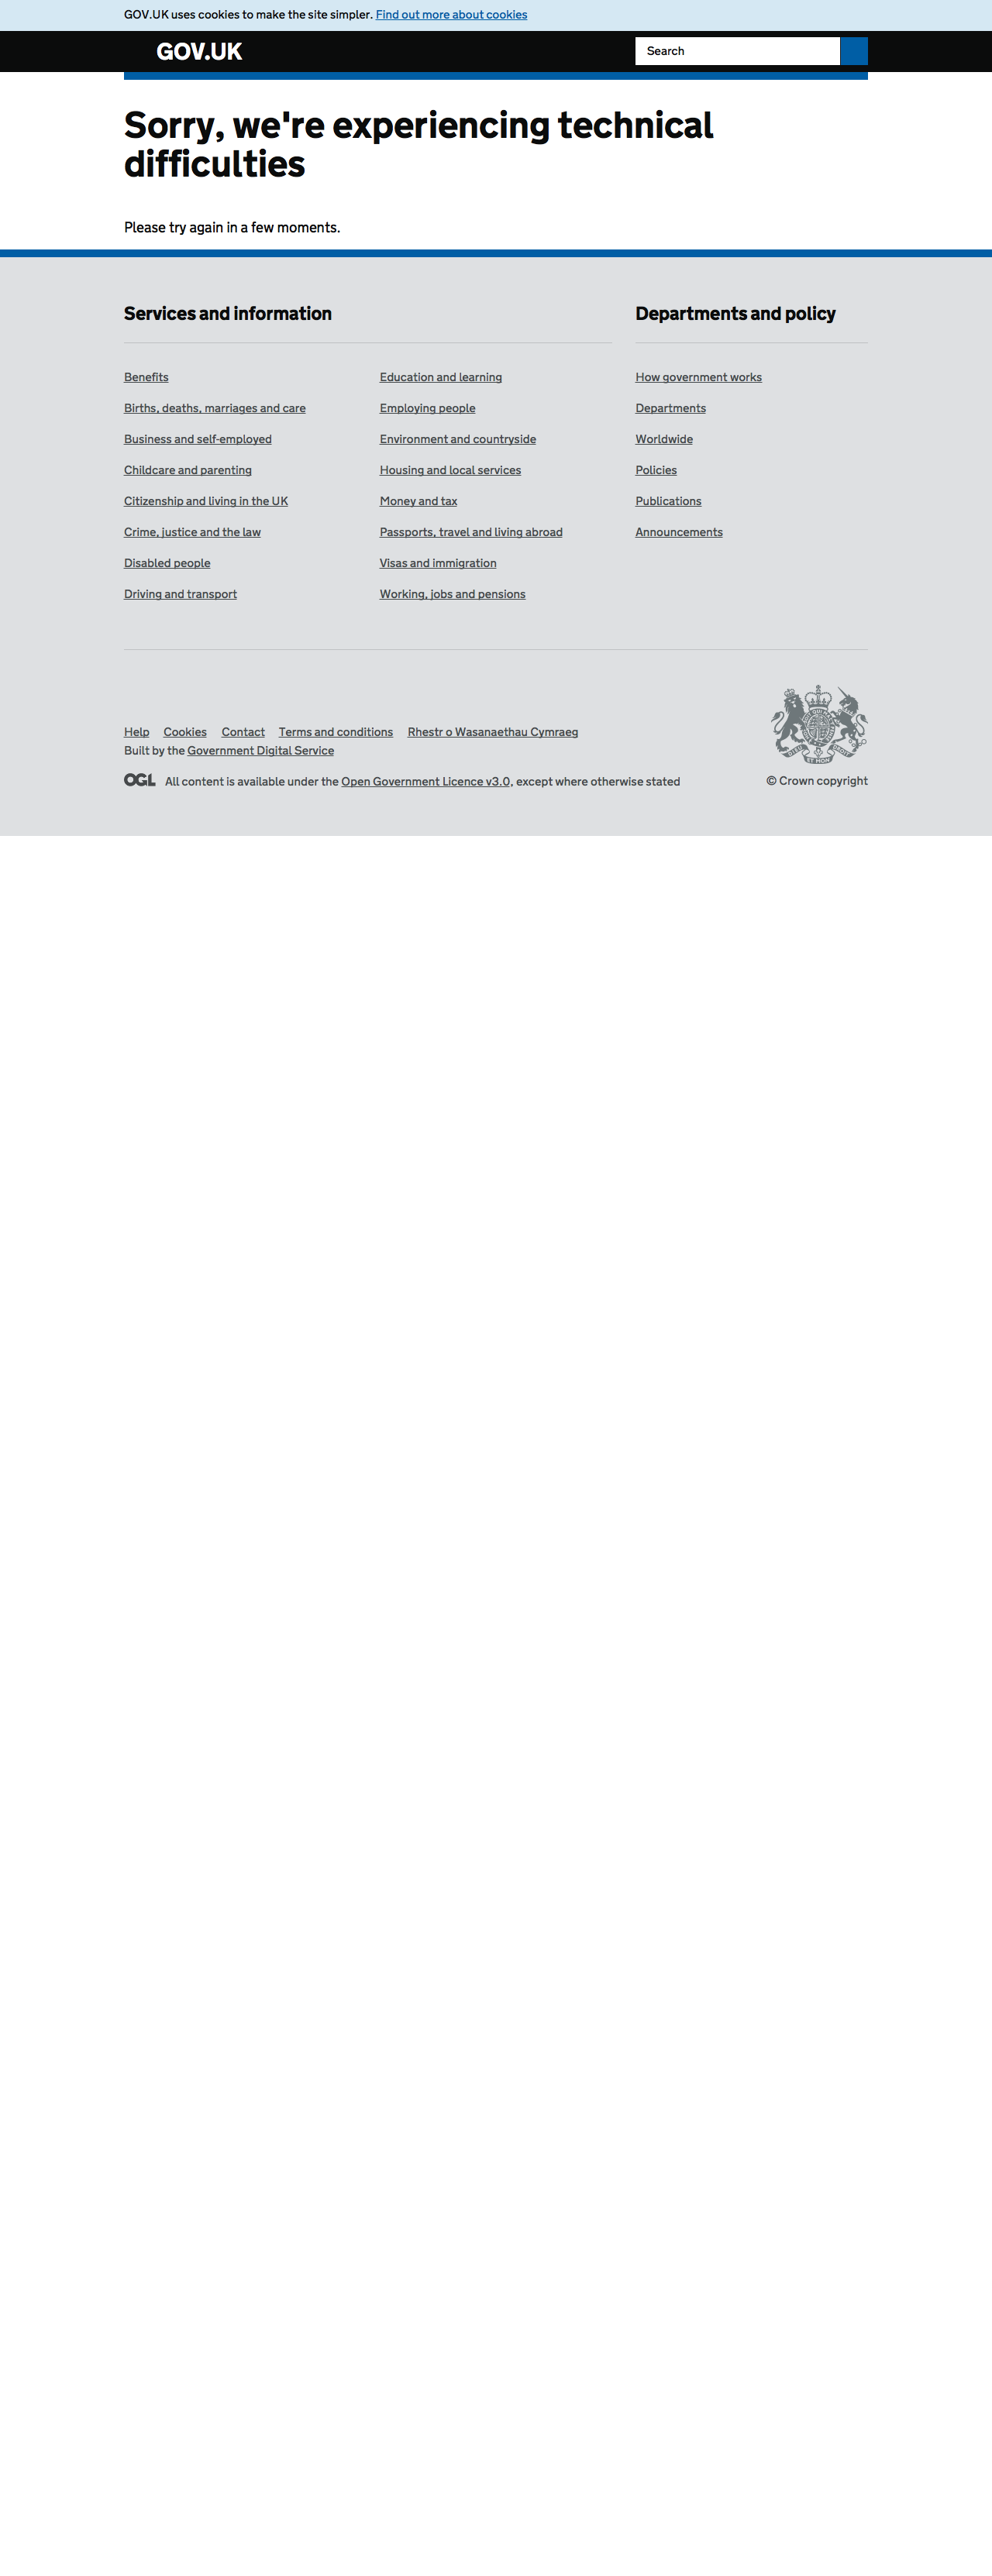 GOV.UK uses cookies to make the site simpler. Find out more about cookies
GOV.UK
Search
Sorry, we're experiencing technical
difficulties
Please try again in a few moments.
Services and information
Benefits
Births, deaths, marriages and care
Business and self-employed
Childcare and parenting
Citizenship and living in the UK
Crime, justice and the law
Disabled people
Driving and transport
Education and learning
Employing people
Environment and countryside
Housing and local services
Money and tax
Passports, travel and living abroad
Visas and immigration
Working, jobs and pensions
Departments and policy
How government works
Departments
Worldwide
Policies
Publications
Announcements
Help Cookies Contact Terms and conditions Rhestr o Wasanaethau Cymraeg
Built by the Government Digital Service
OGL All content is available under the Open Government Licence v3.0, except where otherwise stated
DIEU ET MON DROIT
© Crown copyright